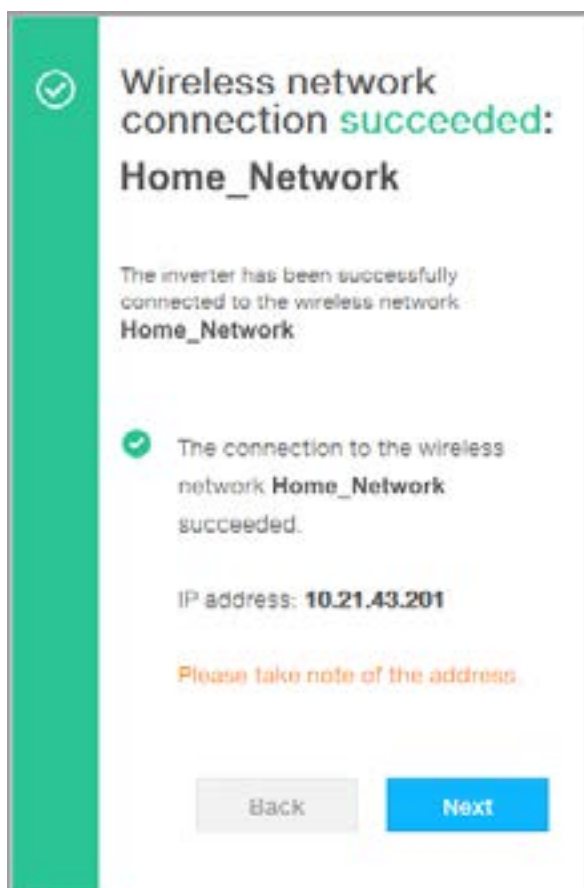 Wireless network
connection succeeded:
Home_Network
The inverter has been successfully
connected to the wireless network
Home_Network
The connection to the wireless
network Home_Network
succeeded.
IP address: 10.21.43.201
Please take note of the address.
Back
Next